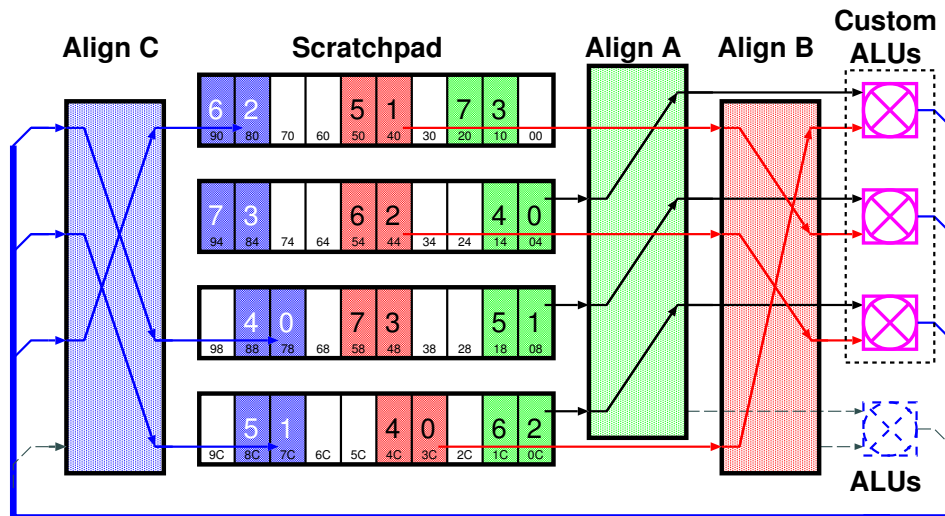 Custom
Align C Scratchpad Align A Align B ALUs
6 2 5 1 7 3
90 80 70 60 50 40 30 20 10 00
7 3 6 2 4 0
94 84 74 64 54 44 34 24 14 04
4 0 7 3 5 1
98 88 78 68 58 48 38 28 18 08
5 1 4 0 6 2
9C 8C 7C 6C 5C 4C 3C 2C 1C 0C
ALUs